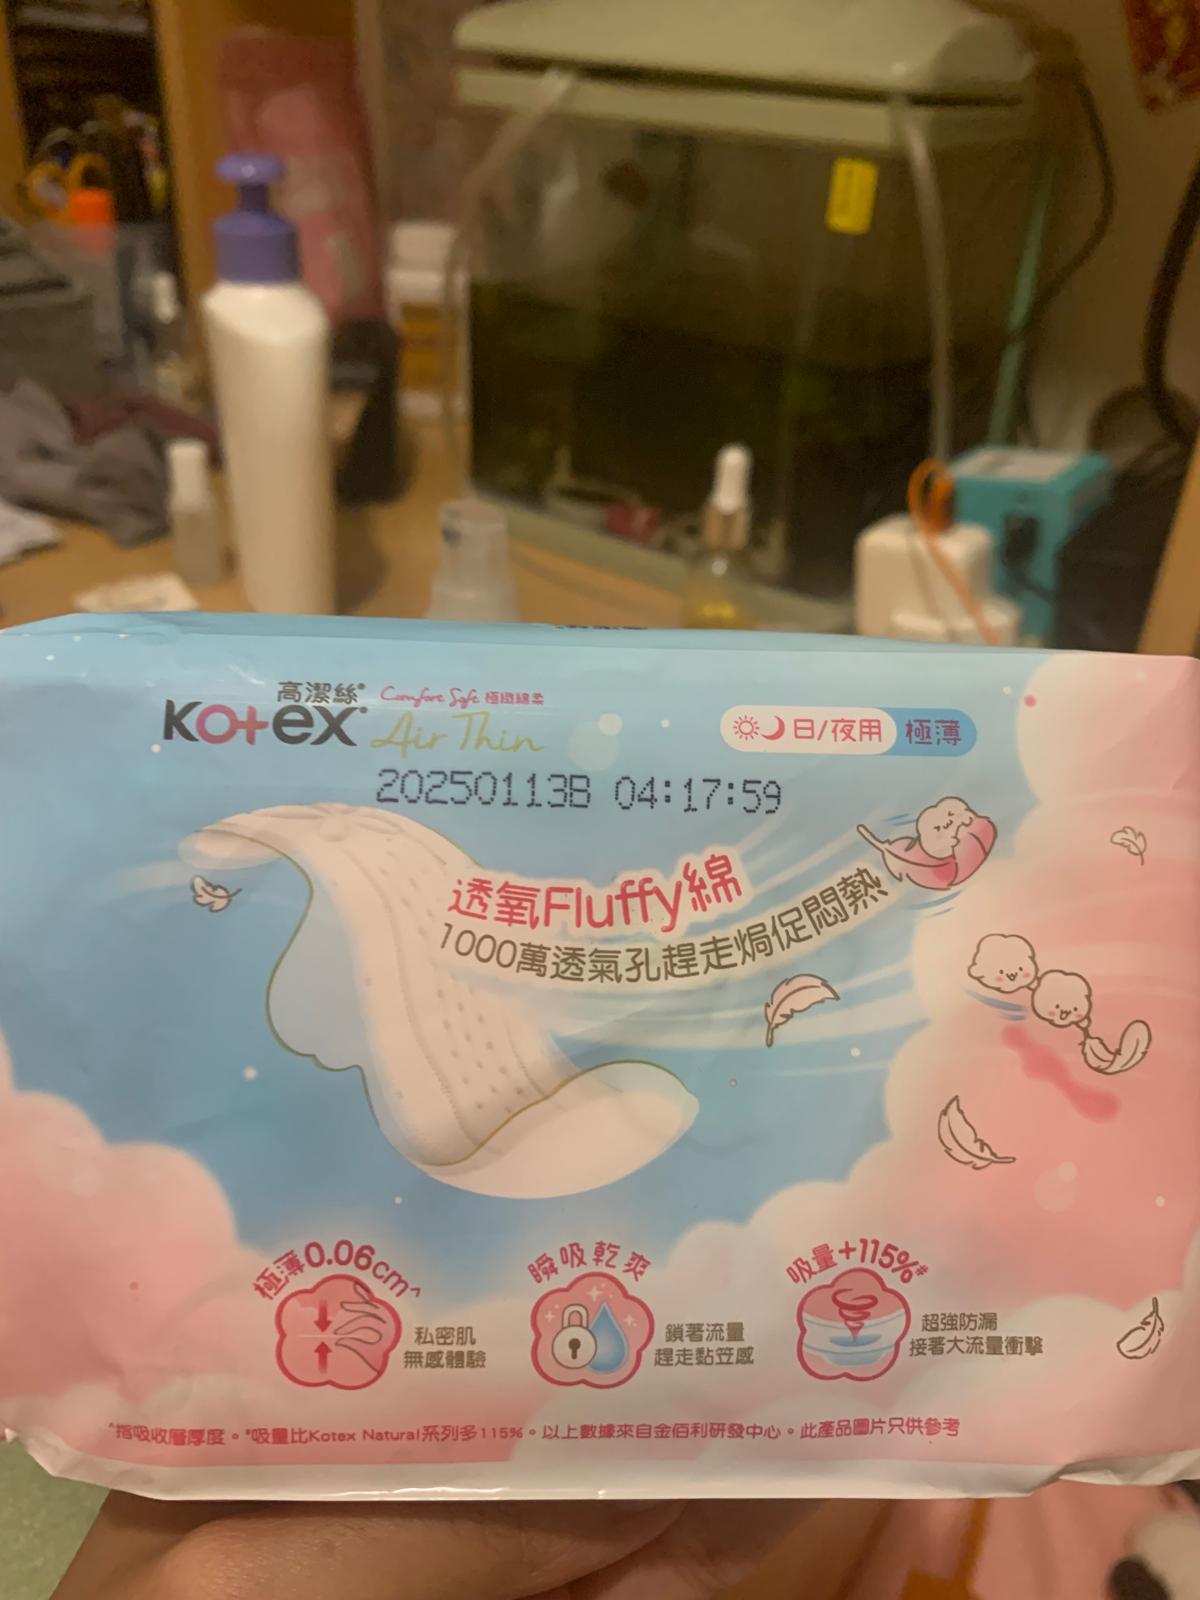 高潔絲®
Kotex®
Comfort Soft 極緻綿柔
Air Thin
日/夜用 極薄
20250113B 04:17:59
透氧Fluffy綿
1000萬透氣孔趕走焗促悶熱
極薄0.06cm^
私密肌
無感體驗
瞬吸乾爽
鎖著流量
趕走黏笠感
吸量+115%#
超強防漏
接著大流量衝擊
^指吸收層厚度。#吸量比Kotex Natural系列多115%。以上數據來自金佰利研發中心。此產品圖片只供參考